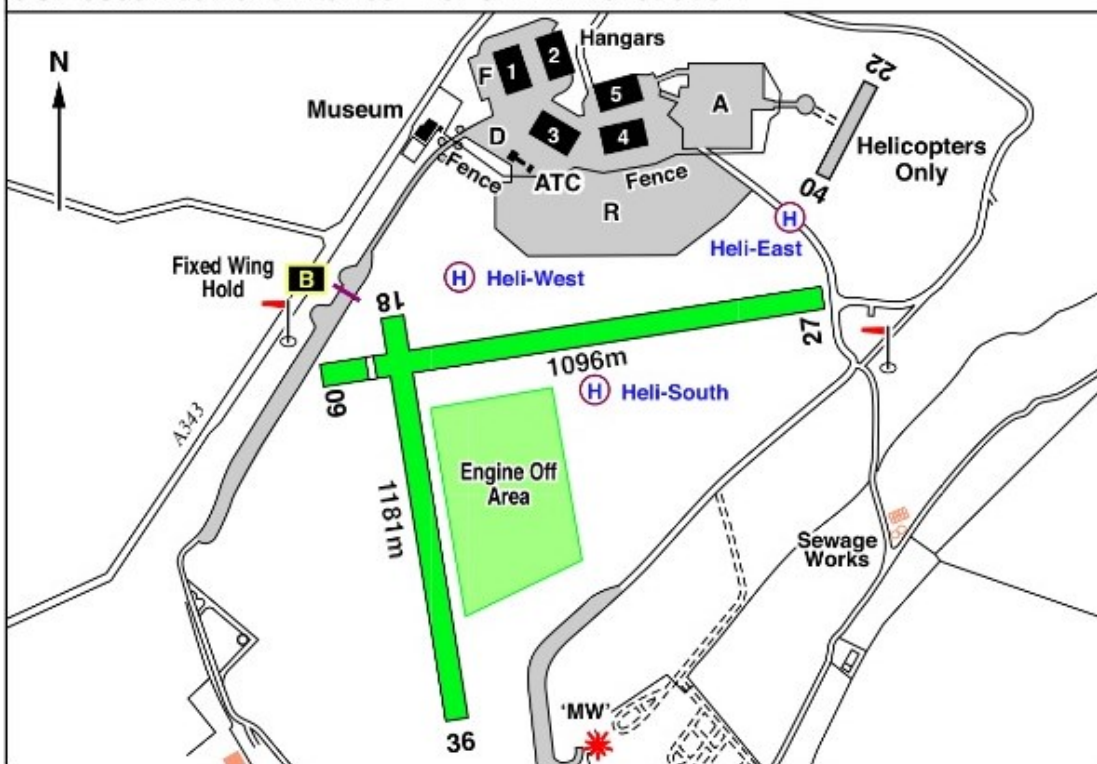 N
Hangars
1
2
F
5
A
22
Museum
D
3
4
Helicopters
Only
Fence
ATC
Fence
04
R
H
Heli-East
Fixed Wing
Hold
B
H
Heli-West
18
27
1096m
09
H
Heli-South
A343
Engine Off
Area
1181m
Sewage
Works
'MW'
36